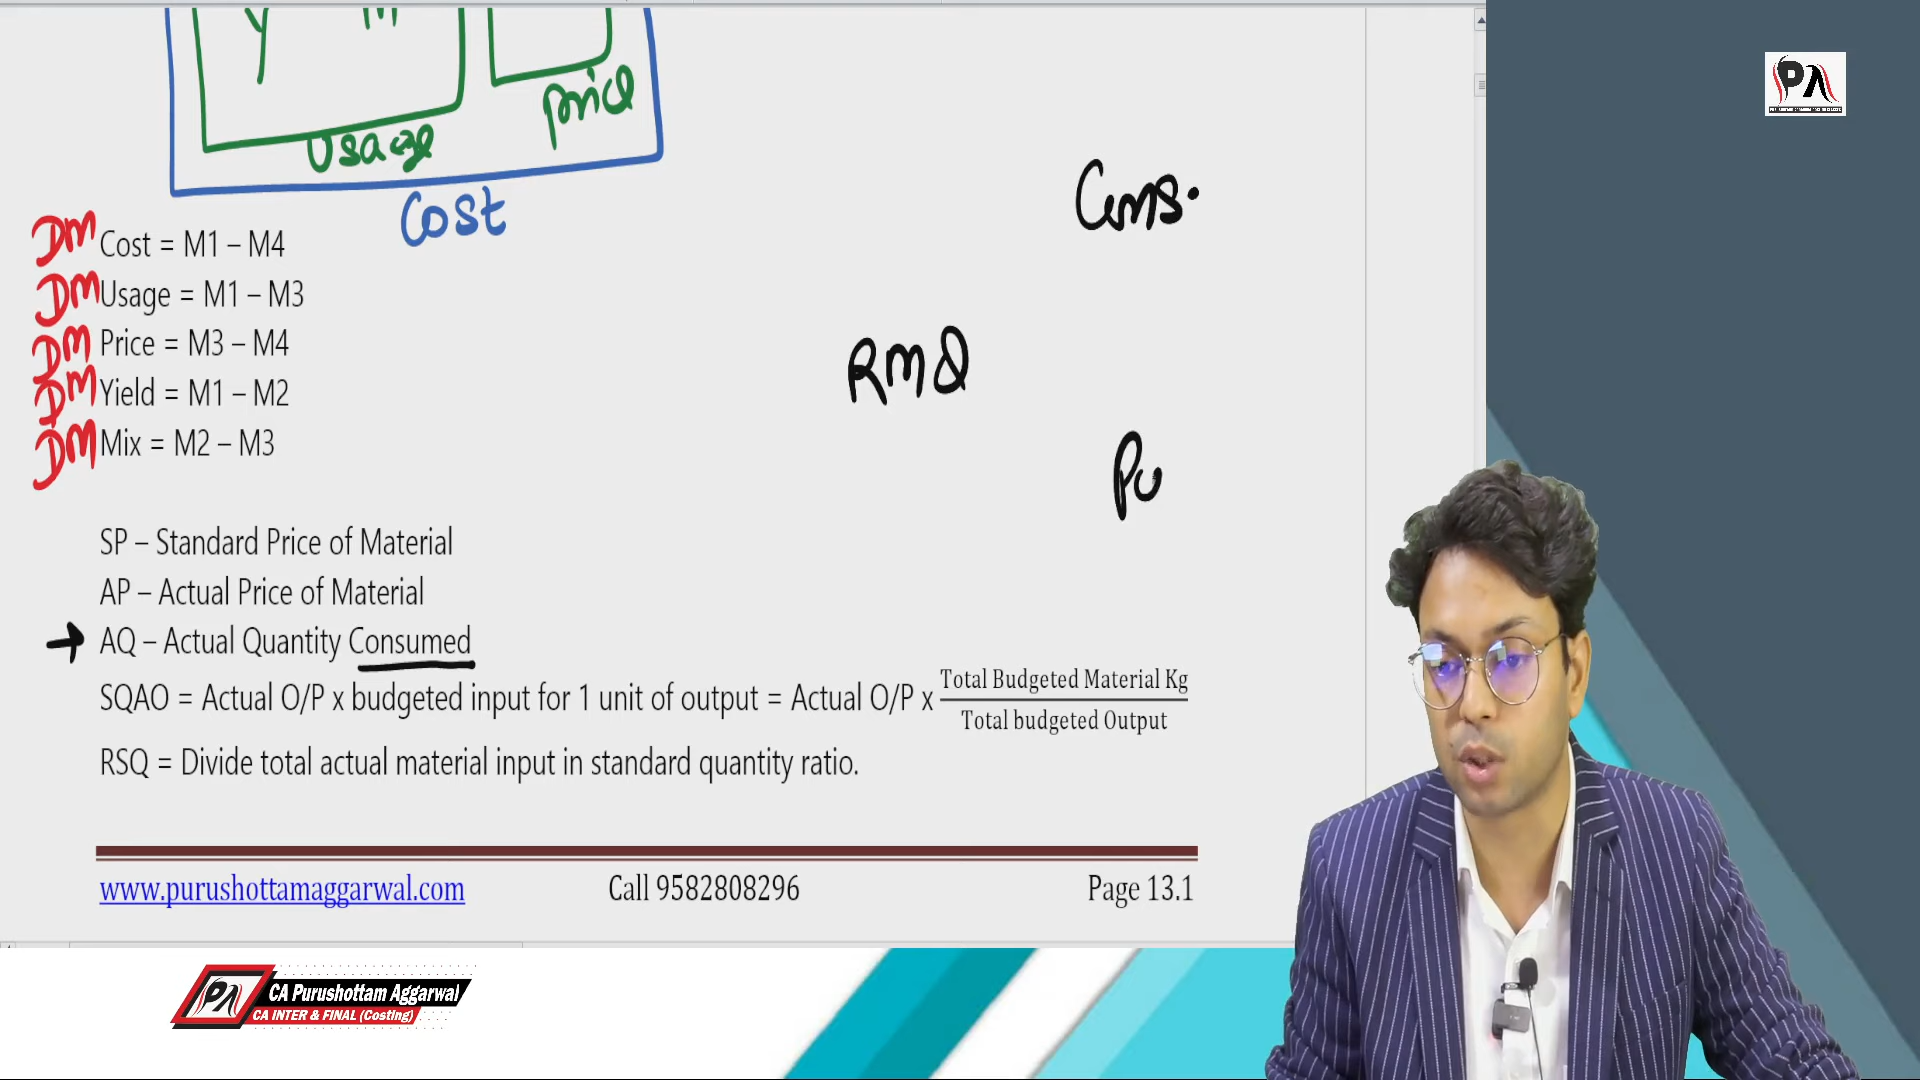 Y M
Usage
price
Cost
Cons.
DM Cost = M1 – M4
DM Usage = M1 – M3
DM Price = M3 – M4
DM Yield = M1 – M2
DM Mix = M2 – M3
RMQ
Pu
SP – Standard Price of Material
AP – Actual Price of Material
→ AQ – Actual Quantity Consumed
SQAO = Actual O/P x budgeted input for 1 unit of output = Actual O/P x Total Budgeted Material Kg / Total budgeted Output
RSQ = Divide total actual material input in standard quantity ratio.
www.purushottamaggarwal.com Call 9582808296 Page 13.1
PA
PA CA Purushottam Aggarwal
CA INTER & FINAL (Costing)